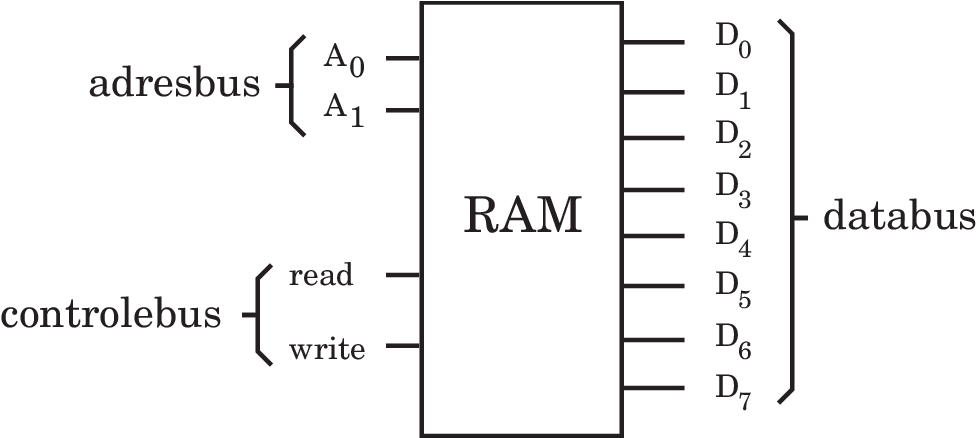 adresbus
A0
A1
controlebus
read
write
RAM
D0
D1
D2
D3
D4
D5
D6
D7
databus